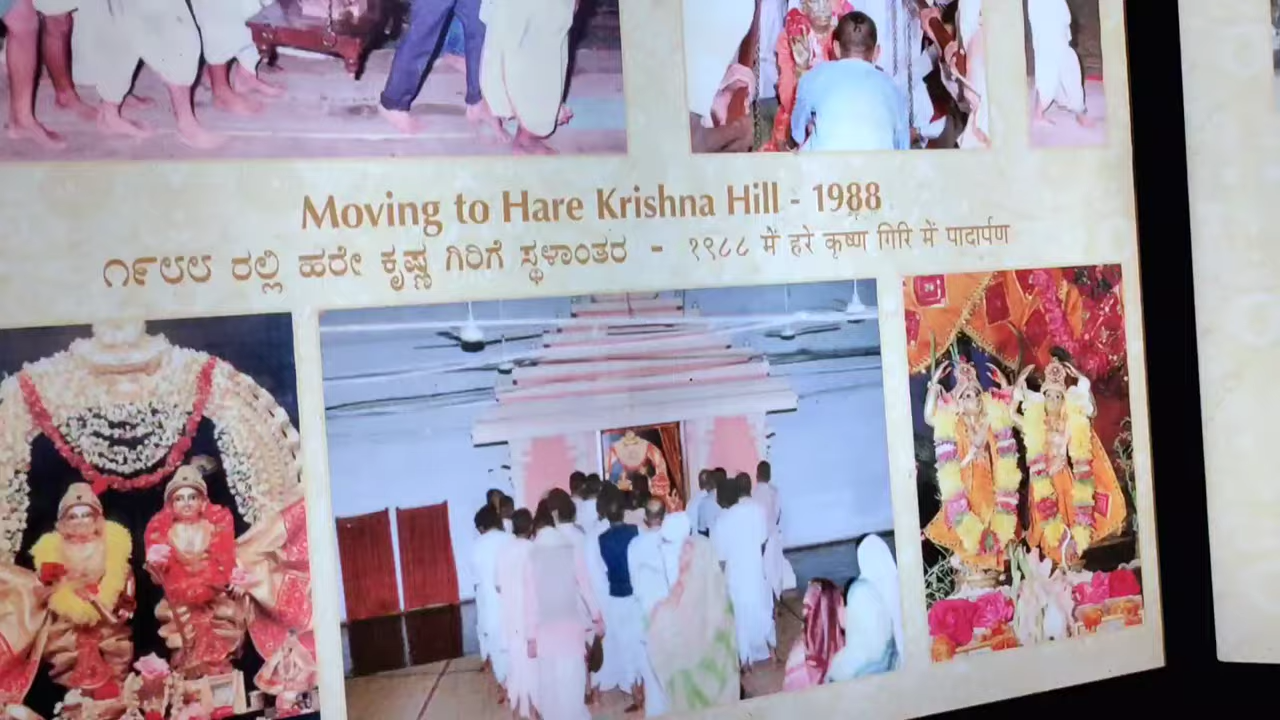 Moving to Hare Krishna Hill - 1988
೧೯೮೮ ರಲ್ಲಿ ಹರೇ ಕೃಷ್ಣ ಗಿರಿಗೆ ಸ್ಥಳಾಂತರ - १९८८ में हरे कृष्ण गिरि में पादार्पण